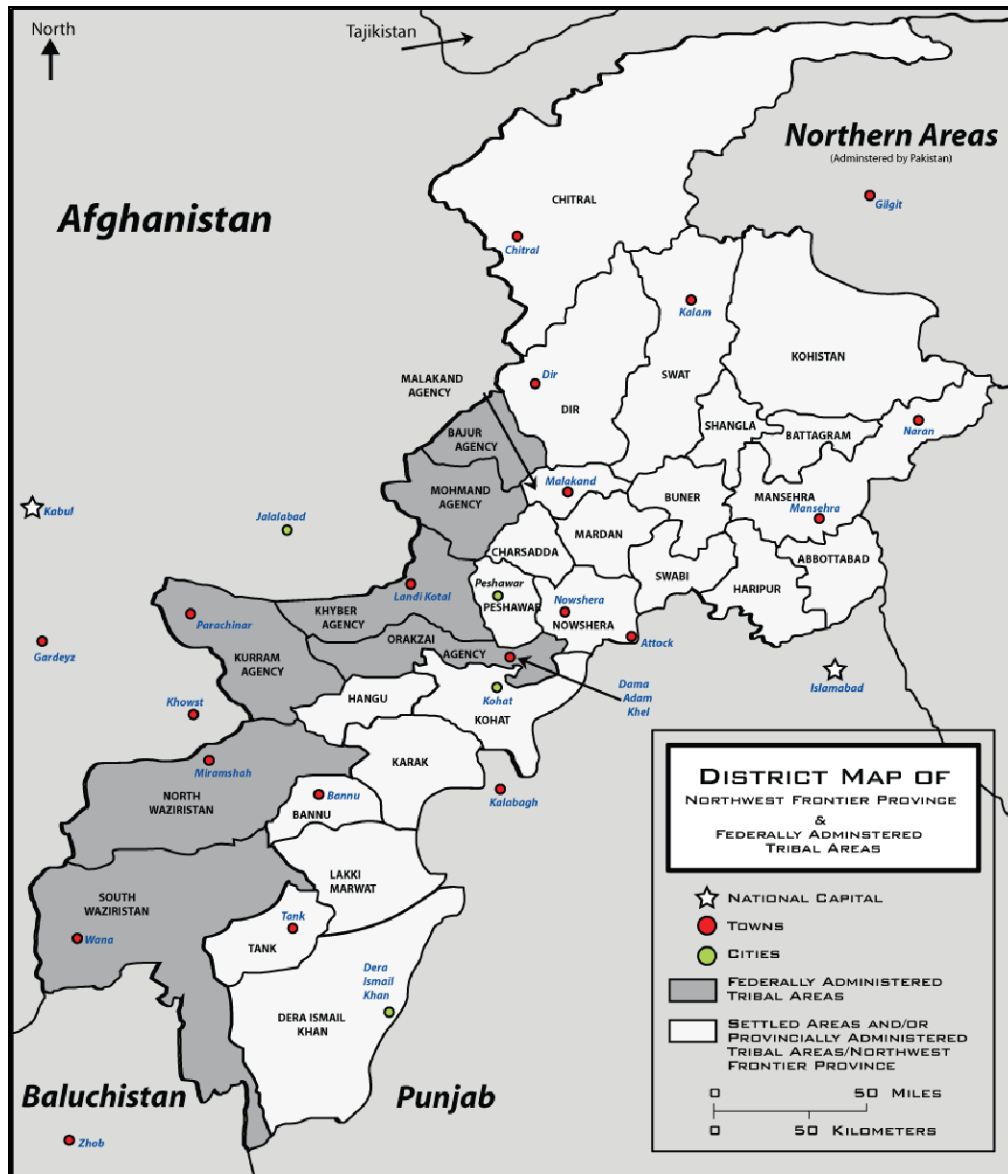 North
Tajikistan
Northern Areas
(Adminstered by Pakistan)
Gilgit
Afghanistan
CHITRAL
Chitral
Kalam
KOHISTAN
MALAKAND
AGENCY
Dir
SWAT
DIR
SHANGLA
BATTAGRAM
Naran
BAJUR
AGENCY
MOHMAND
AGENCY
Malakand
BUNER
MANSEHRA
Mansehra
Kabul
Jalalabad
CHARSADDA
MARDAN
SWABI
ABBOTTABAD
HARIPUR
Peshawar
PESHAWAR
Nowshera
NOWSHERA
Landi Kotal
KHYBER
AGENCY
Parachinar
ORAKZAI
AGENCY
Attock
Gardeyz
KURRAM
AGENCY
Khowst
HANGU
Kohat
KOHAT
Dama
Adam
Khel
Islamabad
Miramshah
NORTH
WAZIRISTAN
KARAK
Bannu
BANNU
Kalabagh
LAKKI
MARWAT
SOUTH
WAZIRISTAN
Wana
Tank
TANK
Dera
Ismail
Khan
DERA ISMAIL
KHAN
Baluchistan
Punjab
Zhob
District Map of
Northwest Frontier Province
&
Federally Adminstered
Tribal Areas
National Capital
Towns
Cities
Federally Administered
Tribal Areas
Settled Areas and/or
Provincially Administered
Tribal Areas/Northwest
Frontier Province
0 50 Miles
0 50 Kilometers